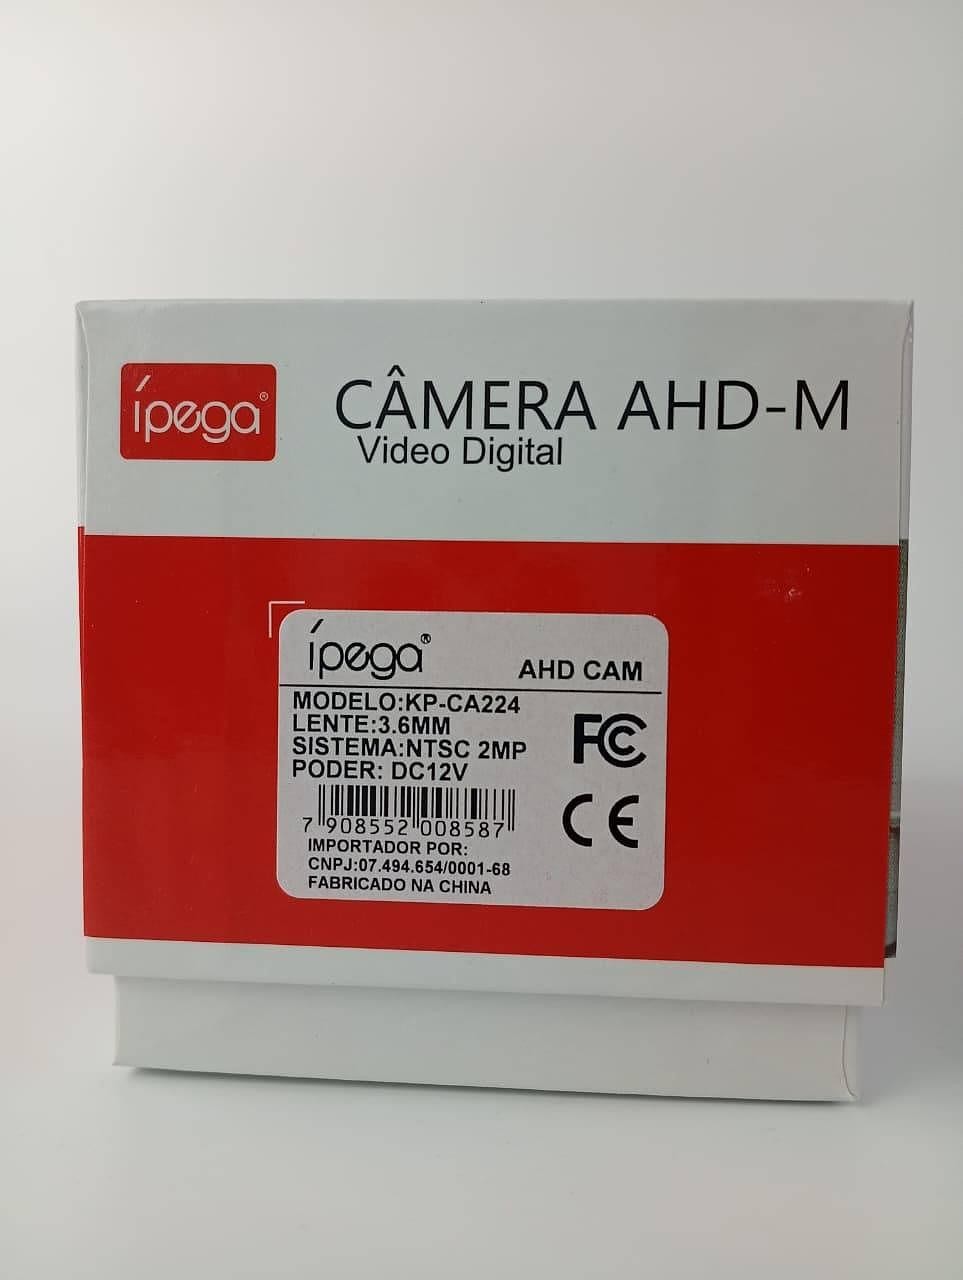 ípega®
CÂMERA AHD-M
Video Digital
ípega®
AHD CAM
MODELO:KP-CA224
LENTE:3.6MM
SISTEMA:NTSC 2MP
PODER: DC12V
FC
CE
7 908552 008587
IMPORTADOR POR:
CNPJ:07.494.654/0001-68
FABRICADO NA CHINA